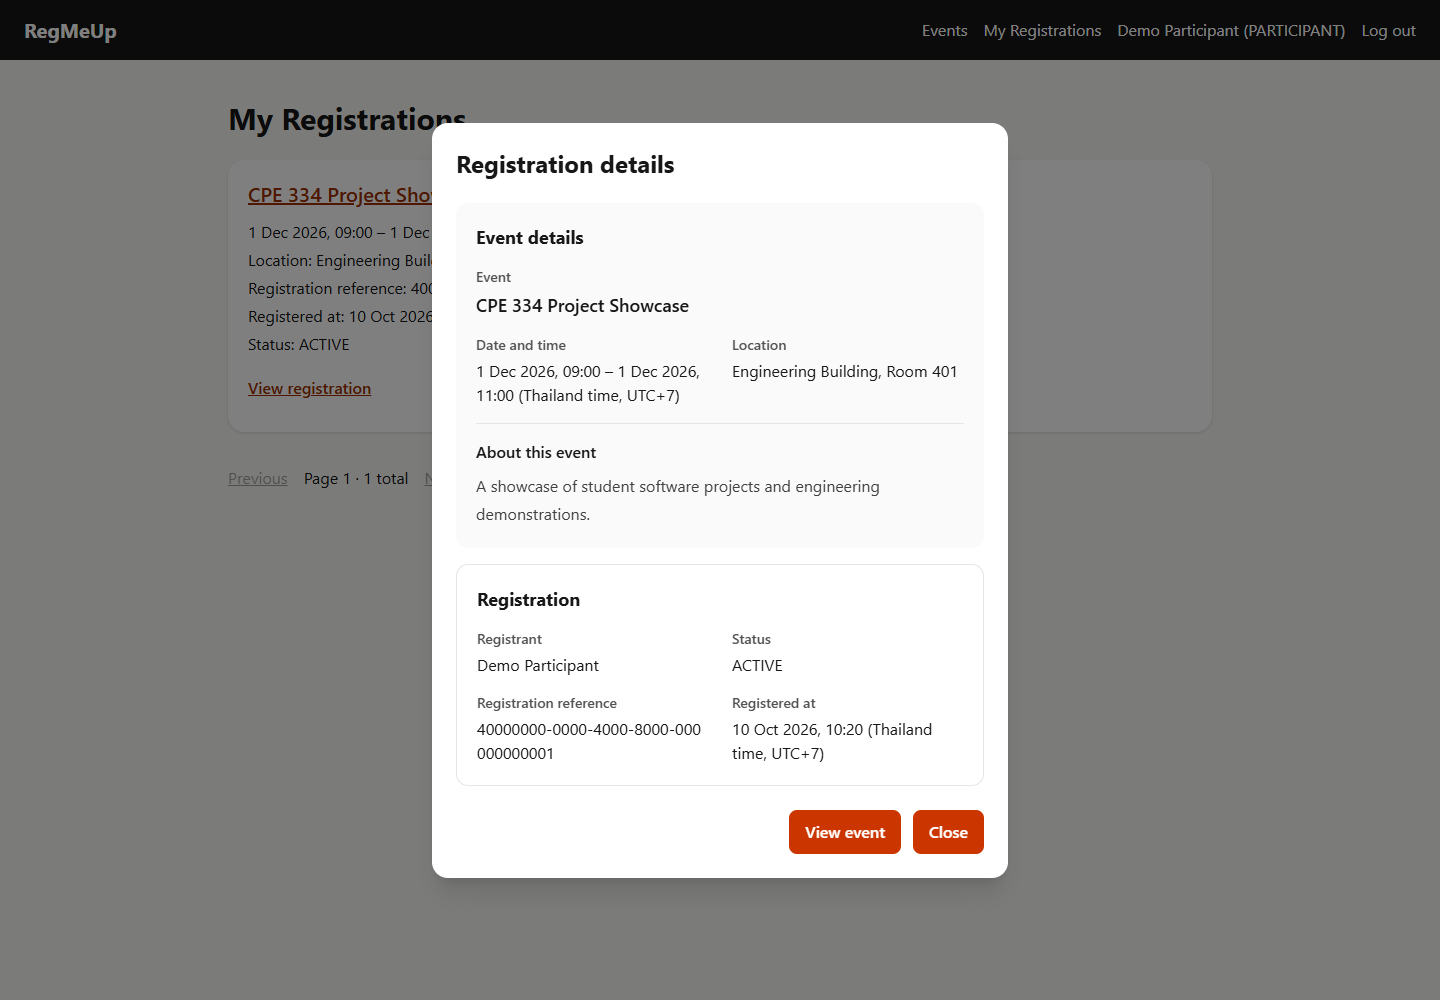 RegMeUp
Events
My Registrations
Demo Participant (PARTICIPANT)
Log out
My Registrations
CPE 334 Project
1 Dec 2026, 09:00 – 1 Dec
Location: Engineering
Registration reference:
Registered at: 10 Oct 2026
Status: ACTIVE
View registration
Previous
Page 1 · 1 total
Registration details
Event details
Event
CPE 334 Project Showcase
Date and time
1 Dec 2026, 09:00 – 1 Dec 2026,
11:00 (Thailand time, UTC+7)
Location
Engineering Building, Room 401
About this event
A showcase of student software projects and engineering
demonstrations.
Registration
Registrant
Demo Participant
Status
ACTIVE
Registration reference
40000000-0000-4000-8000-000
000000001
Registered at
10 Oct 2026, 10:20 (Thailand
time, UTC+7)
View event
Close